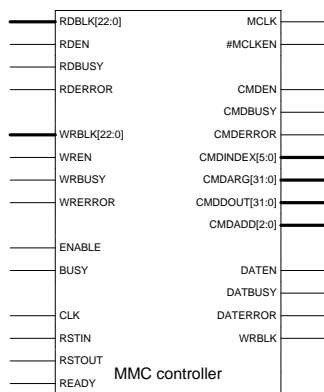 RDBLK[22:0]
RDEN
RDBUSY
RDERROR
WRBLK[22:0]
WREN
WRBUSY
WRERROR
ENABLE
BUSY
CLK
RSTIN
RSTOUT
READY
MCLK
#MCLKEN
CMDEN
CMDBUSY
CMDERROR
CMDINDEX[5:0]
CMDARG[31:0]
CMDDOUT[31:0]
CMDADD[2:0]
DATEN
DATBUSY
DATERROR
WRBLK
MMC controller